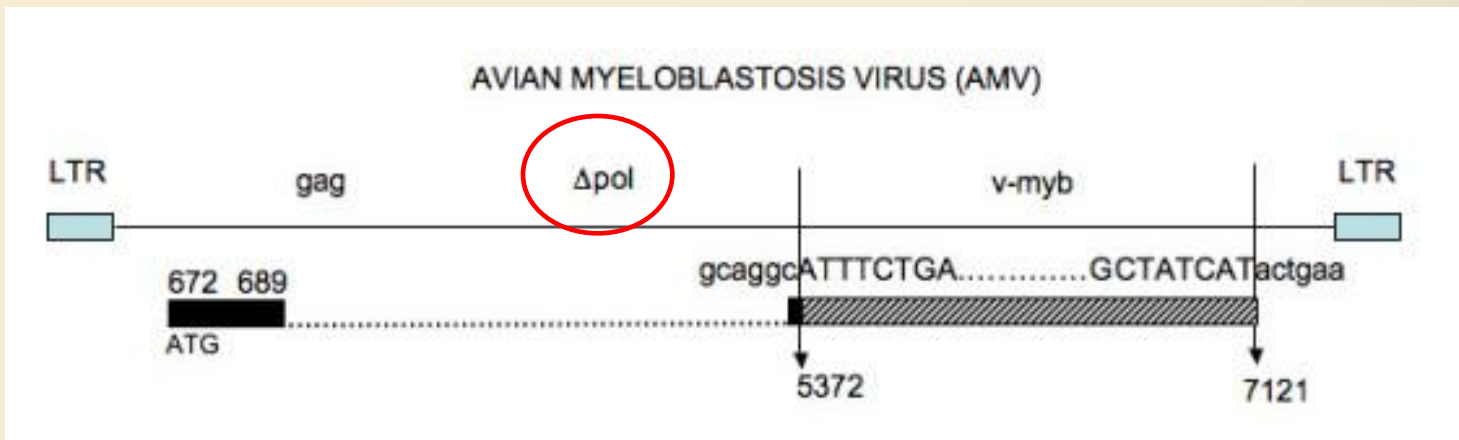 AVIAN MYELOBLASTOSIS VIRUS (AMV)
LTR gag Δpol v-myb LTR
gcaggcATTTCTGA.............GCTATCATactgaa
672 689
ATG
5372 7121